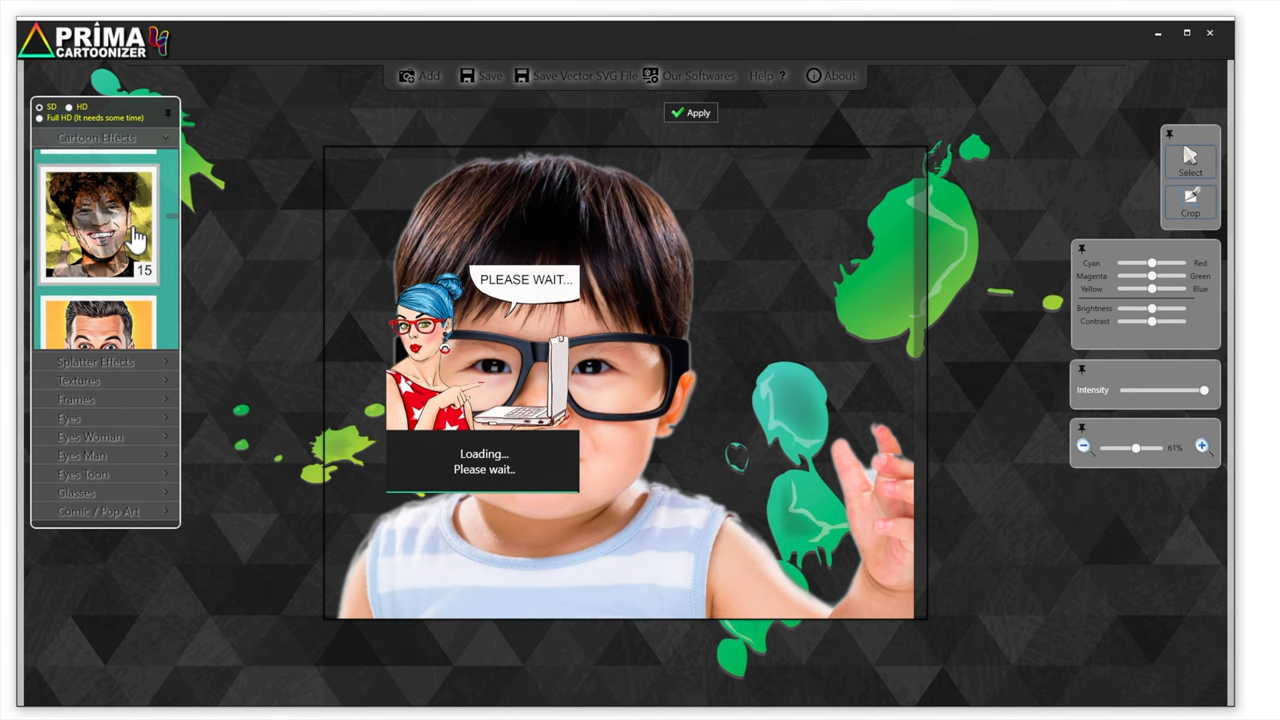 PRIMA 4
CARTOONIZER
Add
Save
Save Vector SVG File
Our Softwares
Help ?
About
SD
HD
Full HD (It needs some time)
Apply
Cartoon Effects
15
Splatter Effects
Textures
Frames
Eyes
Eyes Woman
Eyes Man
Eyes Toon
Glasses
Comic / Pop Art
PLEASE WAIT...
Loading...
Please wait..
Select
Crop
Cyan Red
Magenta Green
Yellow Blue
Brightness
Contrast
Intensity
61%